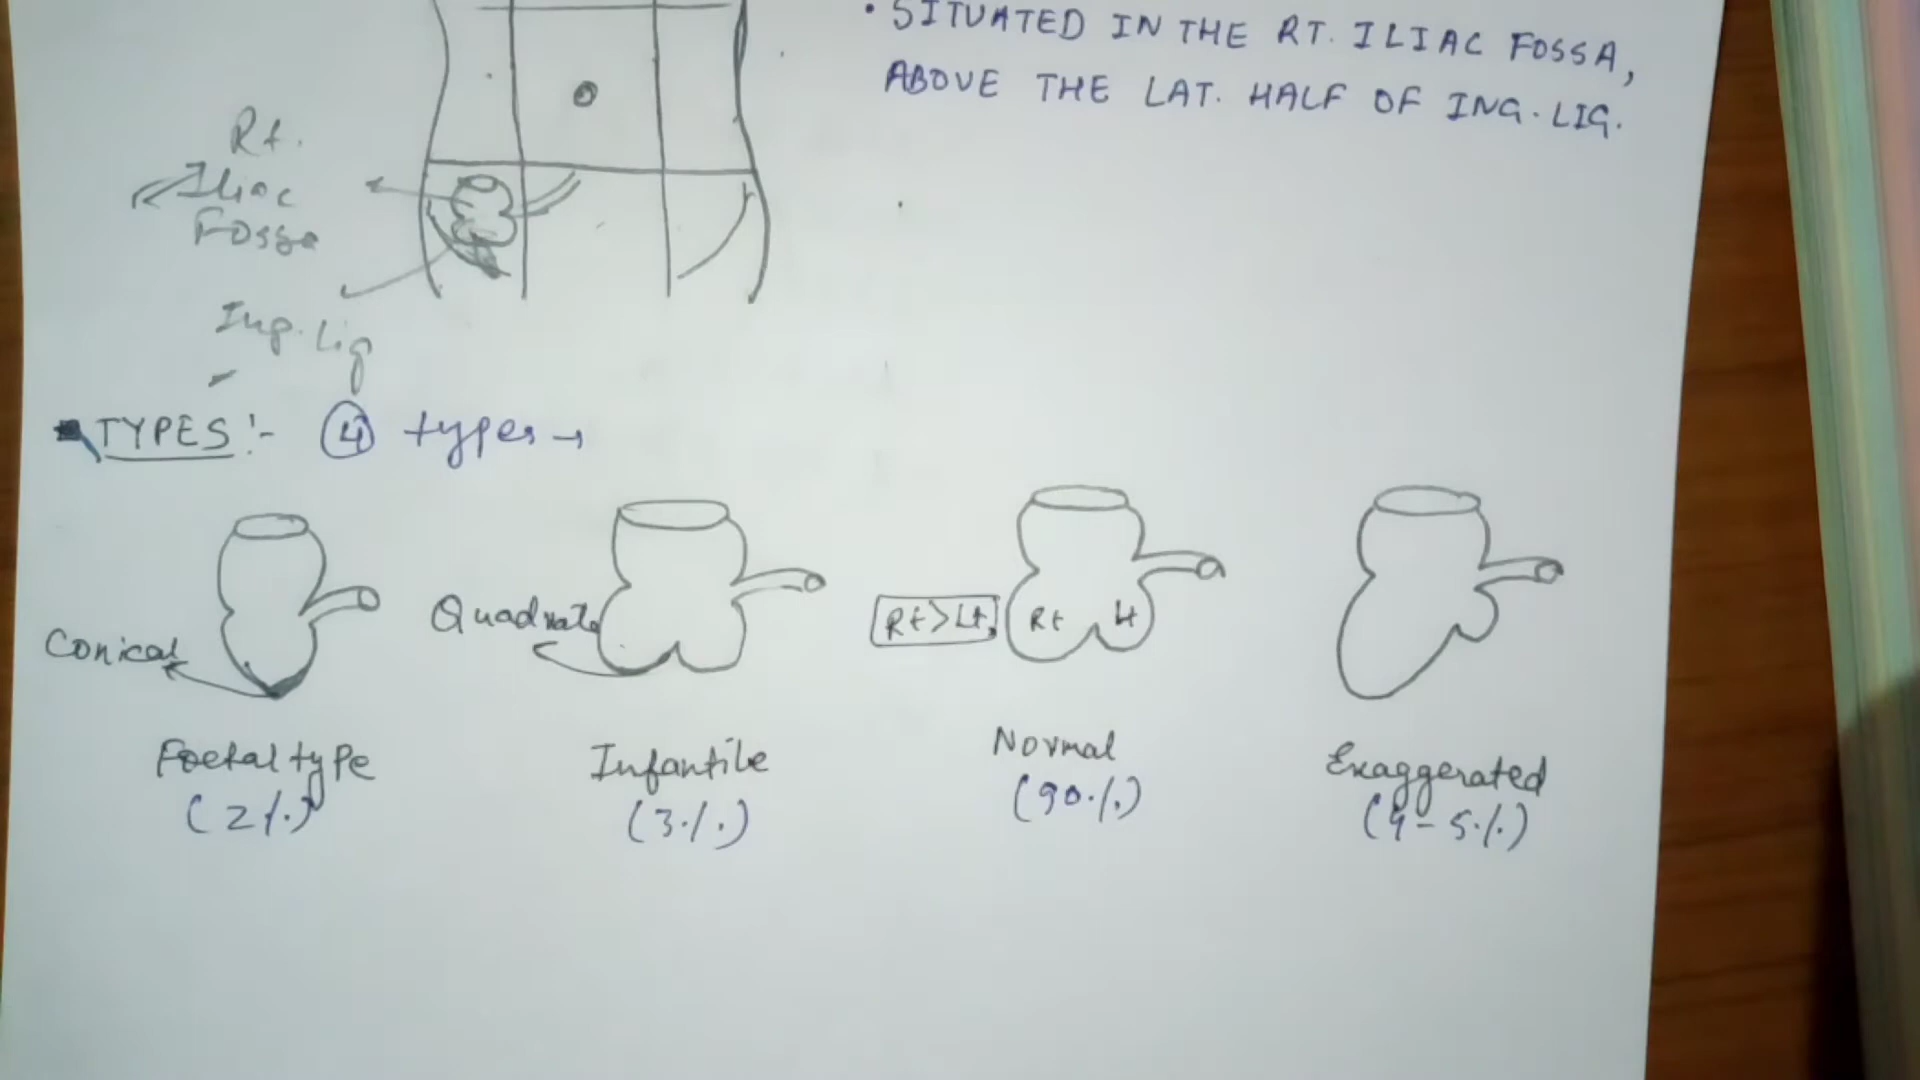 • SITUATED IN THE RT. ILIAC FOSSA,
ABOVE THE LAT. HALF OF ING. LIG.
Rt.
Iliac
Fossa
Ing. Lig
TYPES :- 4 types →
Conical
Quadrate
Rt > Lt.
Rt Lt
Foetal type
(2%)
Infantile
(3%)
Normal
(90%)
Exaggerated
(4-5%)